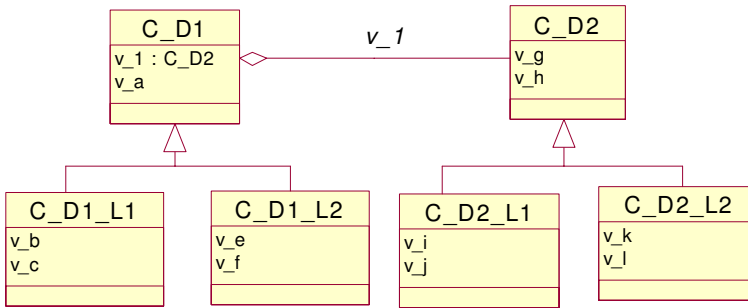 C_D1
v_1 : C_D2
v_a
v_1
C_D2
v_g
v_h
C_D1_L1
v_b
v_c
C_D1_L2
v_e
v_f
C_D2_L1
v_i
v_j
C_D2_L2
v_k
v_l